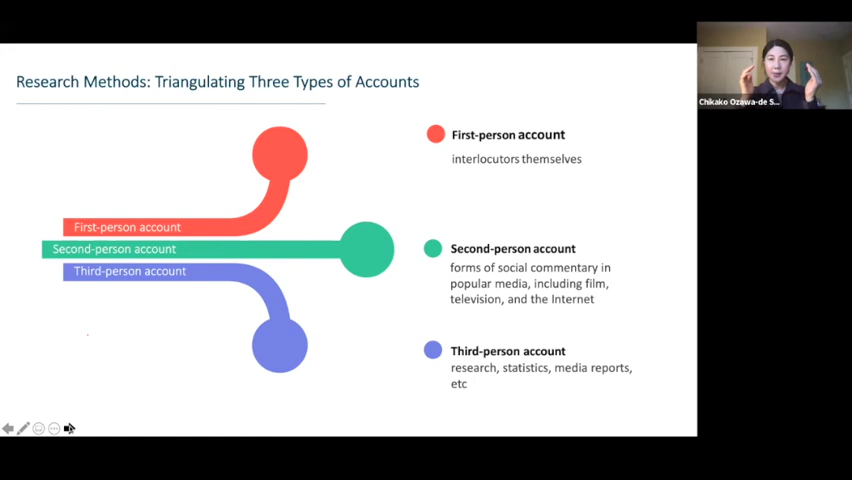 Research Methods: Triangulating Three Types of Accounts
Chikako Ozawa-de S...
First-person account
Second-person account
Third-person account
First-person account
interlocutors themselves
Second-person account
forms of social commentary in
popular media, including film,
television, and the Internet
Third-person account
research, statistics, media reports,
etc